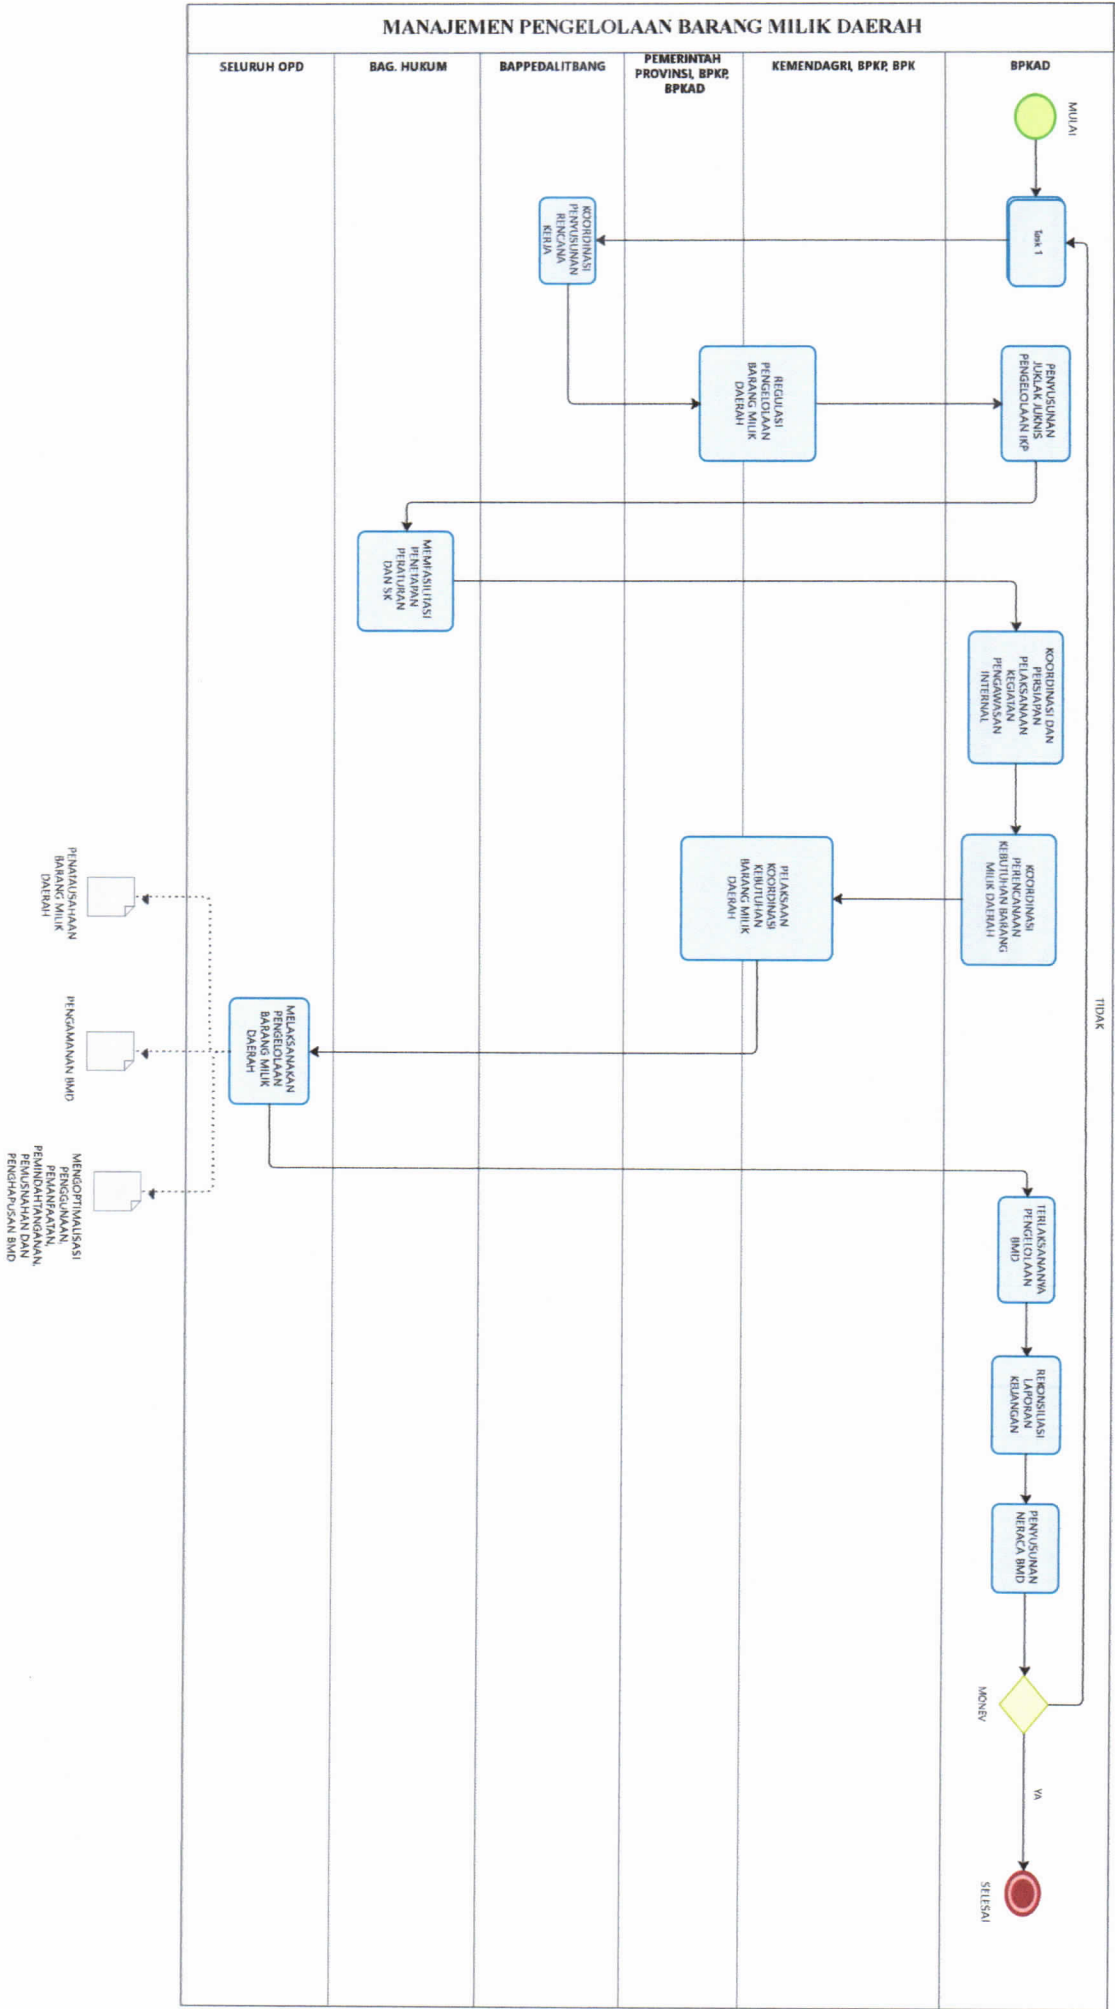 MANAJEMEN PENGELOLAAN BARANG MILIK DAERAH
SELURUH OPD
BAG. HUKUM
BAPPEDALITBANG
PEMERINTAH
PROVINSI, BPKP,
BPKAD
KEMENDAGRI, BPKP, BPK
BPKAD
MULAI
Task 1
KOORDINASI
PENYUSUNAN
RENCANA
KERJA
REGULASI
PENGELOLAAN
BARANG MILIK
DAERAH
PENYUSUNAN
JUKLAK JUKNIS
PENGELOLAAN IKP
MEMFASILITASI
PENETAPAN
PERATURAN
DAN SK
KOORDINASI DAN
PERSIAPAN
PELAKSANAAN
KEGIATAN
PENGAWASAN
INTERNAL
KOORDINASI
PERENCANAAN
KEBUTUHAN BARANG
MILIK DAERAH
PELAKSAAN
KOORDINASI
KEBUTUHAN
BARANG MILIK
DAERAH
MELAKSANAKAN
PENGELOLAAN
BARANG MILIK
DAERAH
PENATAUSAHAAN
BARANG MILIK
DAERAH
PENGAMANAN BMD
MENGOPTIMALISASI
PENGGUNAAN,
PEMANFAATAN,
PEMINDAHTANGANAN,
PEMUSNAHAN DAN
PENGHAPUSAN BMD
TERLAKSANANYA
PENGELOLAAN
BMD
REKONSILIASI
LAPORAN
KEUANGAN
PENYUSUNAN
NERACA BMD
MONEV
TIDAK
YA
SELESAI